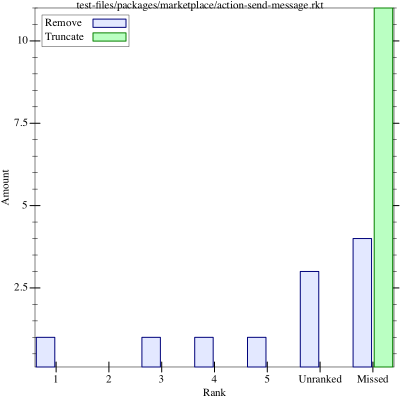 test-files/packages/marketplace/action-send-message.rkt
Remove
Truncate
10
7.5
5
2.5
Amount
1 2 3 4 5 Unranked Missed
Rank